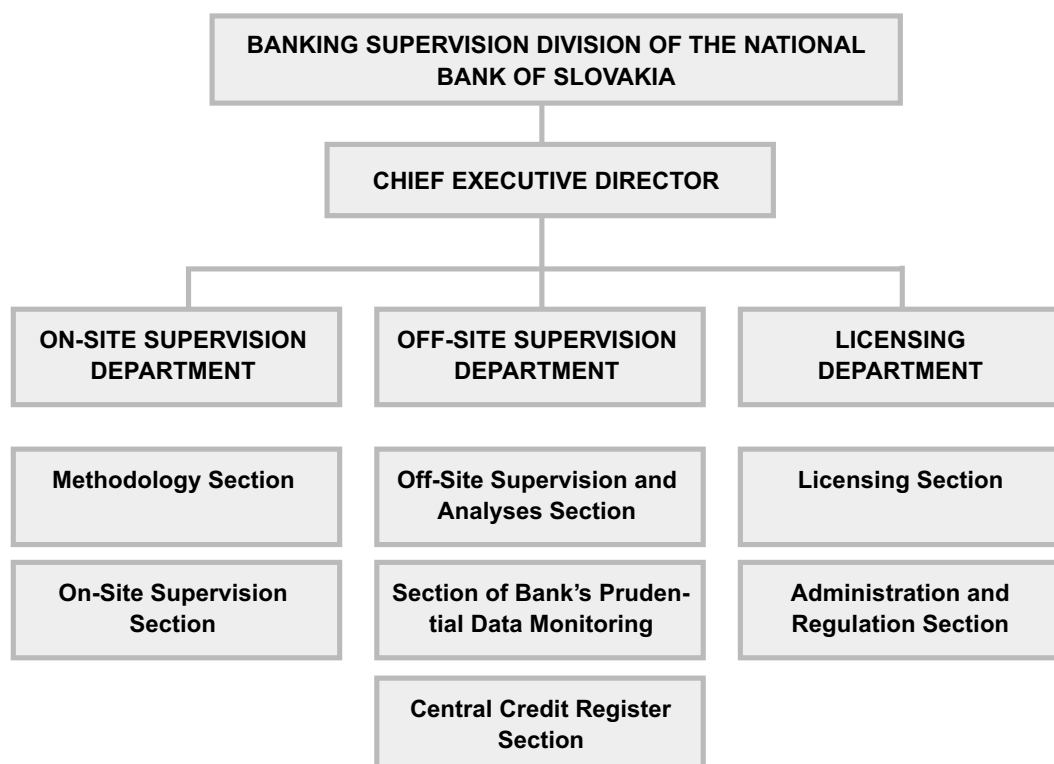 BANKING SUPERVISION DIVISION OF THE NATIONAL
BANK OF SLOVAKIA
CHIEF EXECUTIVE DIRECTOR
ON-SITE SUPERVISION
DEPARTMENT
OFF-SITE SUPERVISION
DEPARTMENT
LICENSING
DEPARTMENT
Methodology Section
Off-Site Supervision and
Analyses Section
Licensing Section
On-Site Supervision
Section
Section of Bank’s Pruden-
tial Data Monitoring
Administration and
Regulation Section
Central Credit Register
Section